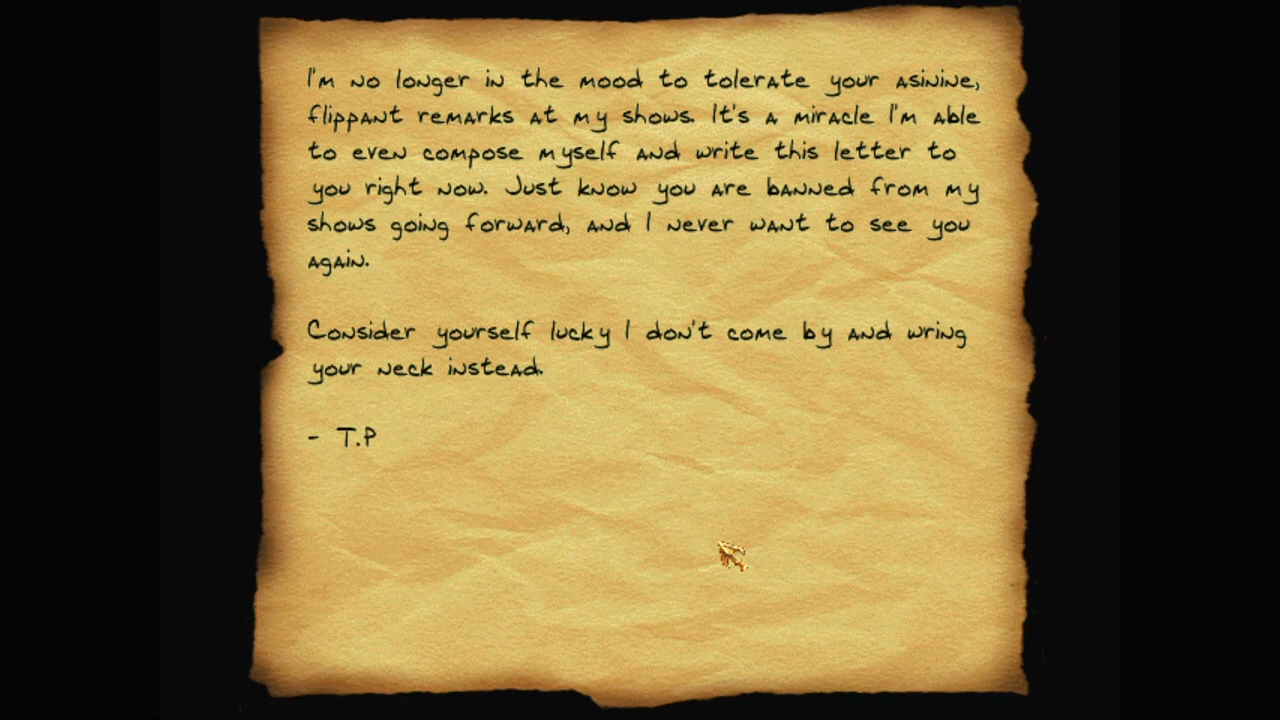 I'm no longer in the mood to tolerate your asinine,
flippant remarks at my shows. It's a miracle I'm able
to even compose myself and write this letter to
you right now. Just know you are banned from my
shows going forward, and I never want to see you
again.
Consider yourself lucky I don't come by and wring
your neck instead.
- T.P